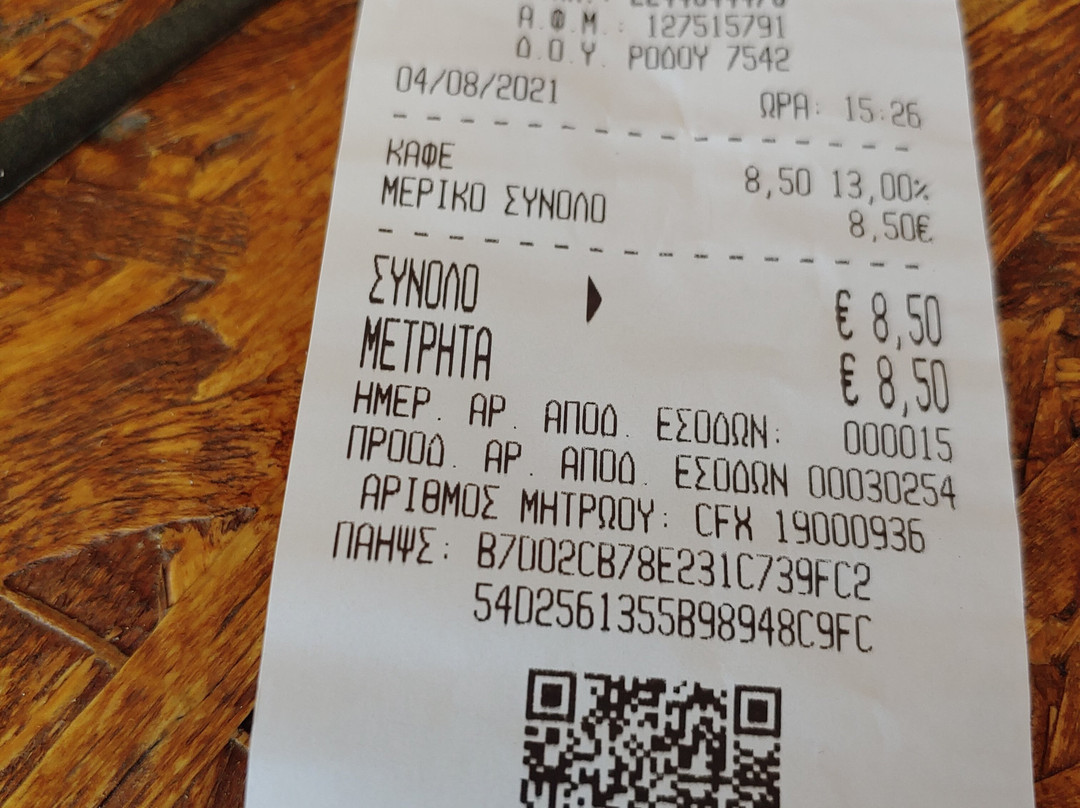 Α.Φ.Μ.: 127515791
Δ.Ο.Υ. ΡΟΔΟΥ 7542
04/08/2021 ΩΡΑ: 15:26
ΚΑΦΕ 8,50 13,00%
ΜΕΡΙΚΟ ΣΥΝΟΛΟ 8,50€
ΣΥΝΟΛΟ € 8,50
ΜΕΤΡΗΤΑ € 8,50
ΗΜΕΡ. ΑΡ. ΑΠΟΔ. ΕΣΟΔΩΝ: 000015
ΠΡΟΟΔ. ΑΡ. ΑΠΟΔ. ΕΣΟΔΩΝ 00030254
ΑΡΙΘΜΟΣ ΜΗΤΡΩΟΥ: CFX 19000936
ΠΑΗΨΣ: B7D02CB78E231C739FC2
54D2561355B98948C9FC